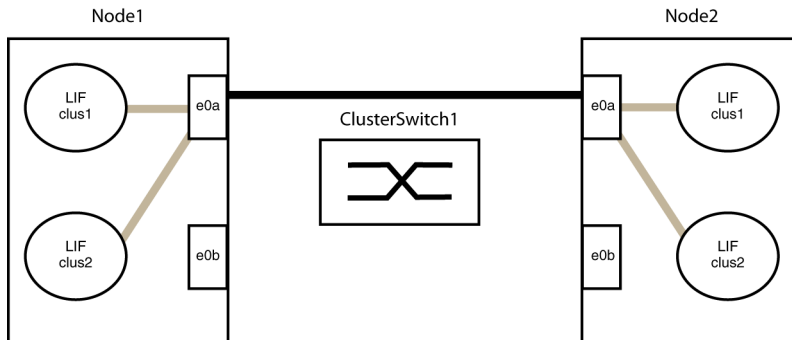 Node1
Node2
LIF
clus1
e0a
ClusterSwitch1
e0a
LIF
clus1
LIF
clus2
e0b
e0b
LIF
clus2